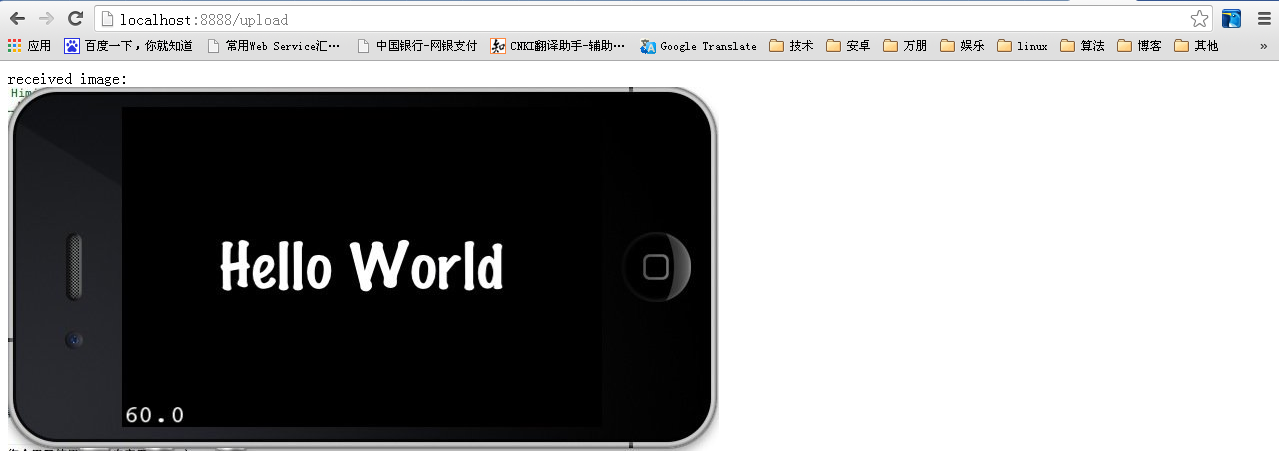 localhost:8888/upload
应用 百度一下，你就知道 常用Web Service汇… 中国银行-网银支付 CNKI翻译助手-辅助… Google Translate 技术 安卓 万朋 娱乐 linux 算法 博客 其他 »
received image:
Hello World
60.0